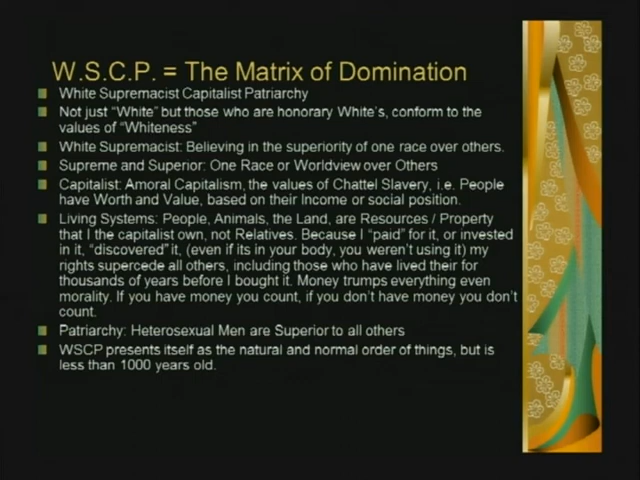 W.S.C.P. = The Matrix of Domination
White Supremacist Capitalist Patriarchy
Not just "White" but those who are honorary White's, conform to the
values of "Whiteness"
White Supremacist: Believing in the superiority of one race over others.
Supreme and Superior: One Race or Worldview over Others
Capitalist: Amoral Capitalism, the values of Chattel Slavery, i.e. People
have Worth and Value, based on their Income or social position.
Living Systems: People, Animals, the Land, are Resources / Property
that I the capitalist own, not Relatives. Because I "paid" for it, or invested
in it, "discovered" it, (even if its in your body, you weren't using it) my
rights supercede all others, including those who have lived their for
thousands of years before I bought it. Money trumps everything even
morality. If you have money you count, if you don't have money you don't
count.
Patriarchy: Heterosexual Men are Superior to all others
WSCP presents itself as the natural and normal order of things, but is
less than 1000 years old.